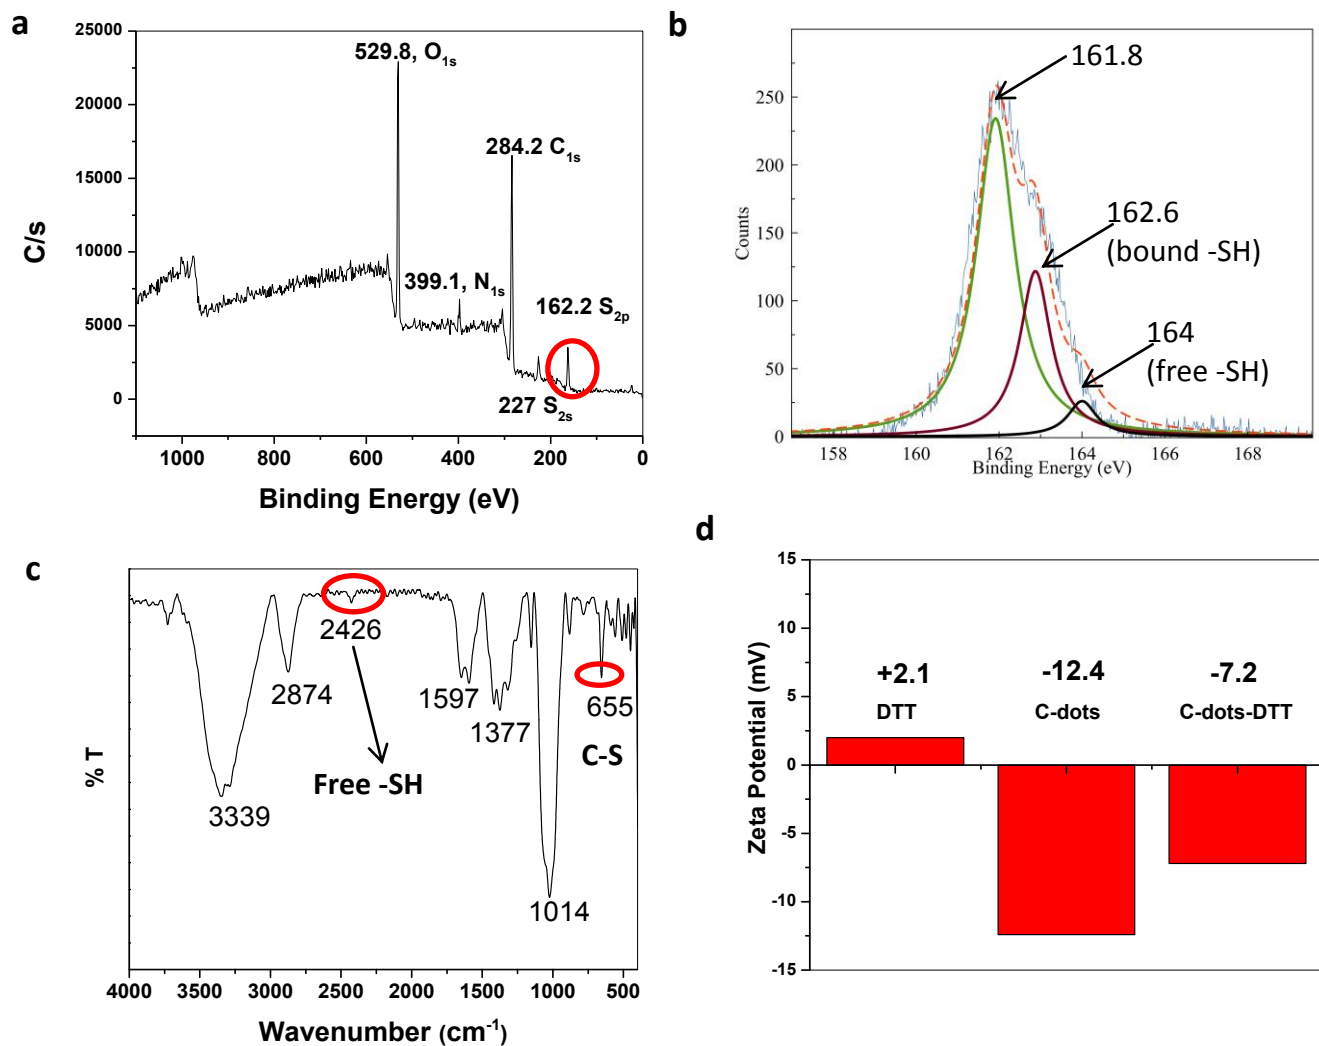 a
25000
20000
15000
10000
5000
0
C/s
529.8, O1s
284.2 C1s
399.1, N1s
162.2 S2p
227 S2s
1000 800 600 400 200 0
Binding Energy (eV)
b
250
200
150
100
50
0
Counts
161.8
162.6
(bound -SH)
164
(free -SH)
158 160 162 164 166 168
Binding Energy (eV)
c
% T
2426
2874
1597
1377
655
C-S
Free -SH
3339
1014
4000 3500 3000 2500 2000 1500 1000 500
Wavenumber (cm-1)
d
15
10
5
0
-5
-10
-15
Zeta Potential (mV)
+2.1 -12.4 -7.2
DTT C-dots C-dots-DTT